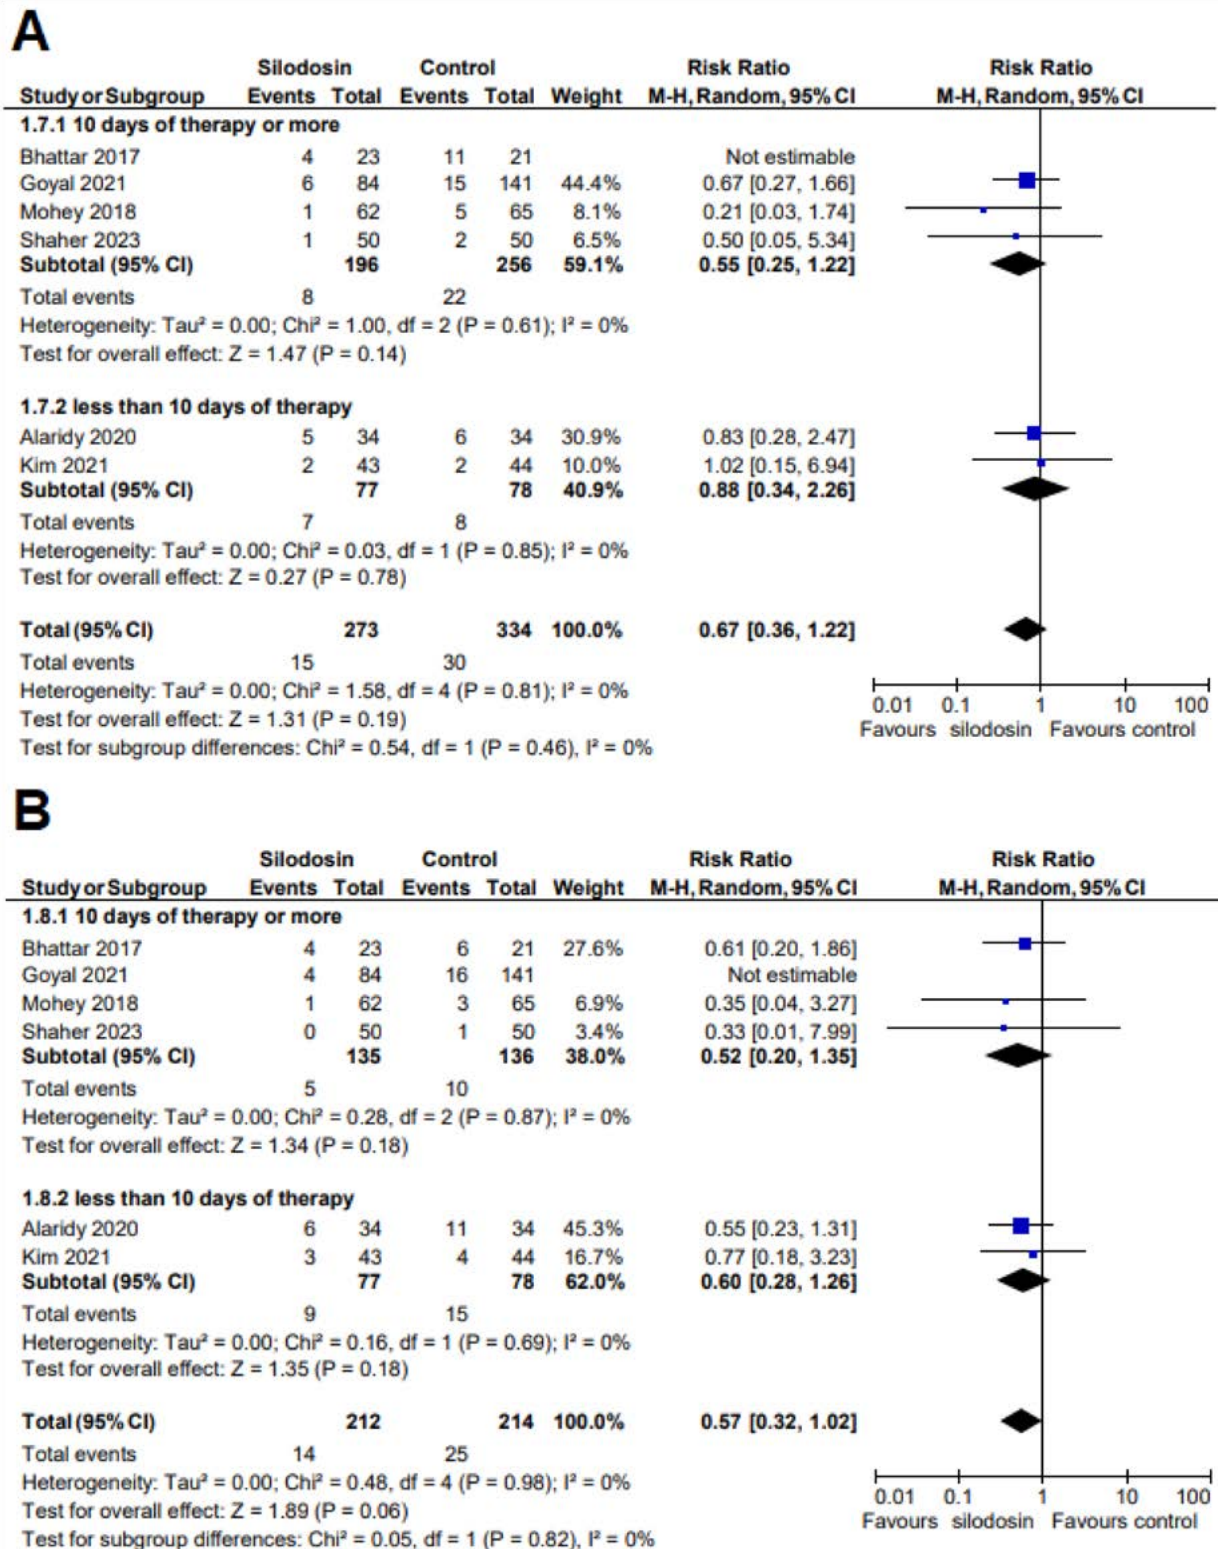 A
Silodosin Control Risk Ratio Risk Ratio
Study or Subgroup Events Total Events Total Weight M-H, Random, 95% CI M-H, Random, 95% CI
1.7.1 10 days of therapy or more
Bhattar 2017 4 23 11 21 Not estimable
Goyal 2021 6 84 15 141 44.4% 0.67 [0.27, 1.66]
Mohey 2018 1 62 5 65 8.1% 0.21 [0.03, 1.74]
Shaher 2023 1 50 2 50 6.5% 0.50 [0.05, 5.34]
Subtotal (95% CI) 196 256 59.1% 0.55 [0.25, 1.22]
Total events 8 22
Heterogeneity: Tau² = 0.00; Chi² = 1.00, df = 2 (P = 0.61); I² = 0%
Test for overall effect: Z = 1.47 (P = 0.14)
1.7.2 less than 10 days of therapy
Alaridy 2020 5 34 6 34 30.9% 0.83 [0.28, 2.47]
Kim 2021 2 43 2 44 10.0% 1.02 [0.15, 6.94]
Subtotal (95% CI) 77 78 40.9% 0.88 [0.34, 2.26]
Total events 7 8
Heterogeneity: Tau² = 0.00; Chi² = 0.03, df = 1 (P = 0.85); I² = 0%
Test for overall effect: Z = 0.27 (P = 0.78)
Total (95% CI) 273 334 100.0% 0.67 [0.36, 1.22]
Total events 15 30
Heterogeneity: Tau² = 0.00; Chi² = 1.58, df = 4 (P = 0.81); I² = 0%
Test for overall effect: Z = 1.31 (P = 0.19)
Test for subgroup differences: Chi² = 0.54, df = 1 (P = 0.46), I² = 0%
0.01 0.1 1 10 100
Favours silodosin Favours control
B
Silodosin Control Risk Ratio Risk Ratio
Study or Subgroup Events Total Events Total Weight M-H, Random, 95% CI M-H, Random, 95% CI
1.8.1 10 days of therapy or more
Bhattar 2017 4 23 6 21 27.6% 0.61 [0.20, 1.86]
Goyal 2021 4 84 16 141 Not estimable
Mohey 2018 1 62 3 65 6.9% 0.35 [0.04, 3.27]
Shaher 2023 0 50 1 50 3.4% 0.33 [0.01, 7.99]
Subtotal (95% CI) 135 136 38.0% 0.52 [0.20, 1.35]
Total events 5 10
Heterogeneity: Tau² = 0.00; Chi² = 0.28, df = 2 (P = 0.87); I² = 0%
Test for overall effect: Z = 1.34 (P = 0.18)
1.8.2 less than 10 days of therapy
Alaridy 2020 6 34 11 34 45.3% 0.55 [0.23, 1.31]
Kim 2021 3 43 4 44 16.7% 0.77 [0.18, 3.23]
Subtotal (95% CI) 77 78 62.0% 0.60 [0.28, 1.26]
Total events 9 15
Heterogeneity: Tau² = 0.00; Chi² = 0.16, df = 1 (P = 0.69); I² = 0%
Test for overall effect: Z = 1.35 (P = 0.18)
Total (95% CI) 212 214 100.0% 0.57 [0.32, 1.02]
Total events 14 25
Heterogeneity: Tau² = 0.00; Chi² = 0.48, df = 4 (P = 0.98); I² = 0%
Test for overall effect: Z = 1.89 (P = 0.06)
Test for subgroup differences: Chi² = 0.05, df = 1 (P = 0.82), I² = 0%
0.01 0.1 1 10 100
Favours silodosin Favours control